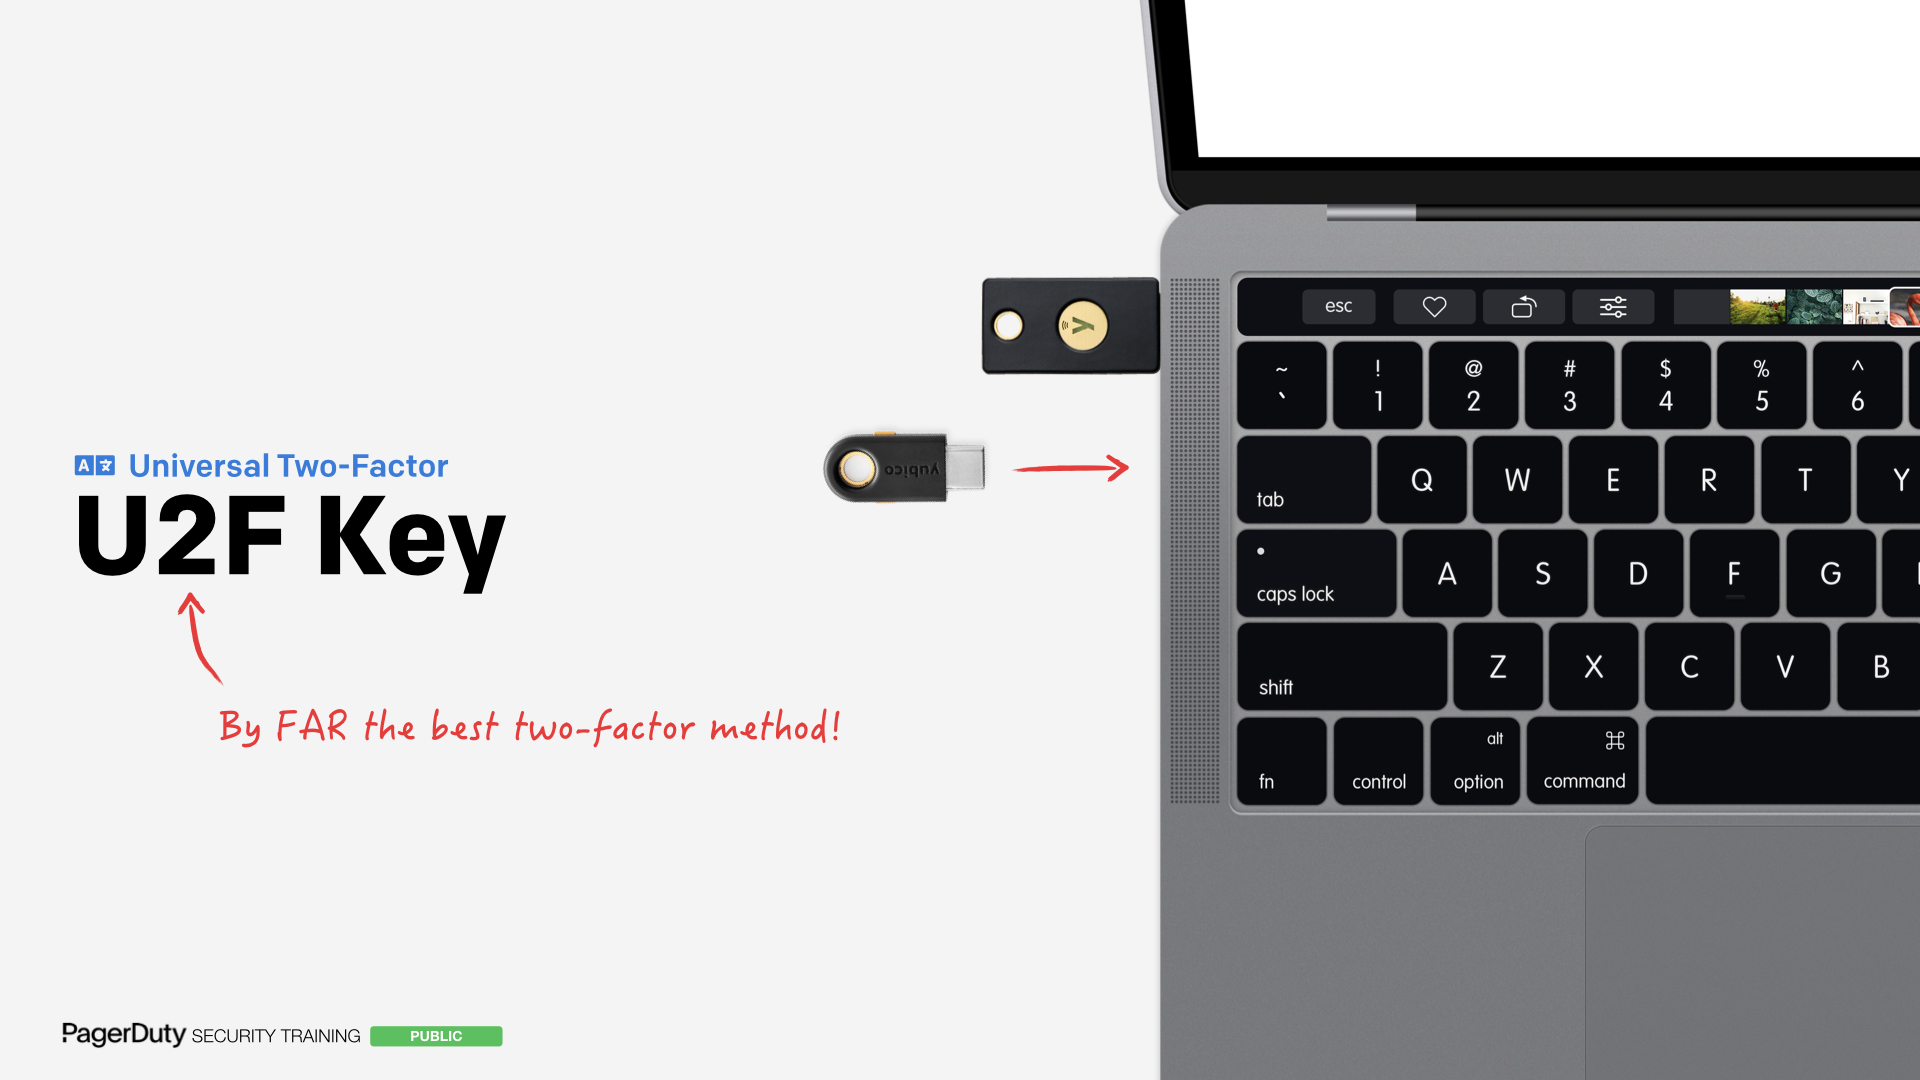 Universal Two-Factor
U2F Key
By FAR the best two-factor method!
PagerDuty SECURITY TRAINING PUBLIC
y
yubico
esc
~ ! @ # $ % ^
` 1 2 3 4 5 6
tab Q W E R T Y
caps lock A S D F G
shift Z X C V B
alt ⌘
fn control option command